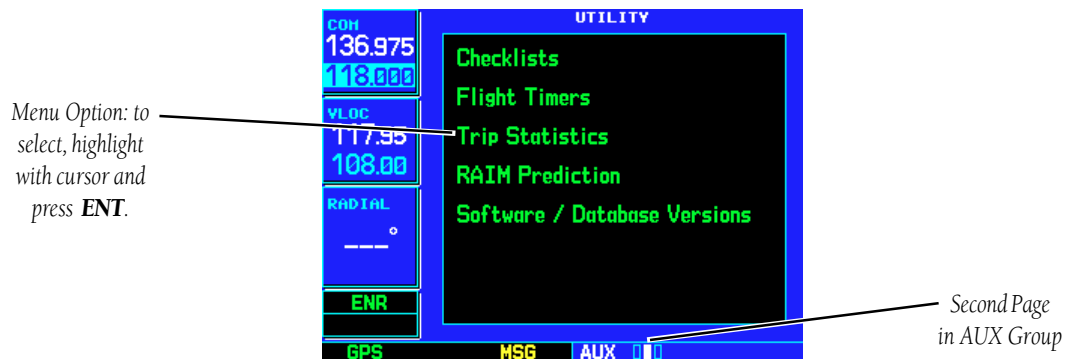 UTILITY
COM
136.975
118.000
VLOC
117.95
108.00
RADIAL
___°
ENR
GPS
MSG
AUX
Checklists
Flight Timers
Trip Statistics
RAIM Prediction
Software / Database Versions
Menu Option: to
select, highlight
with cursor and
press ENT.
Second Page
in AUX Group